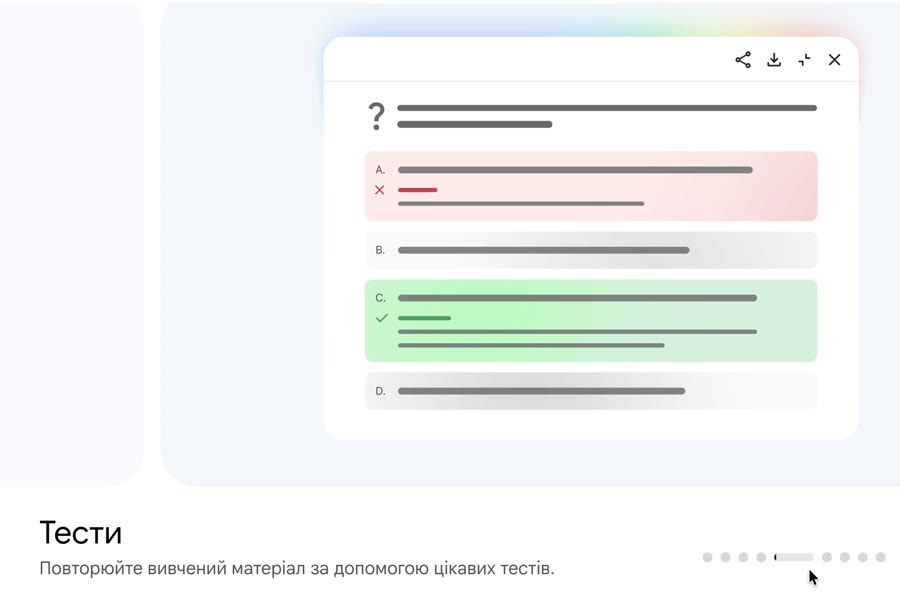 ?
A.
B.
C.
D.
Тести
Повторюйте вивчений матеріал за допомогою цікавих тестів.